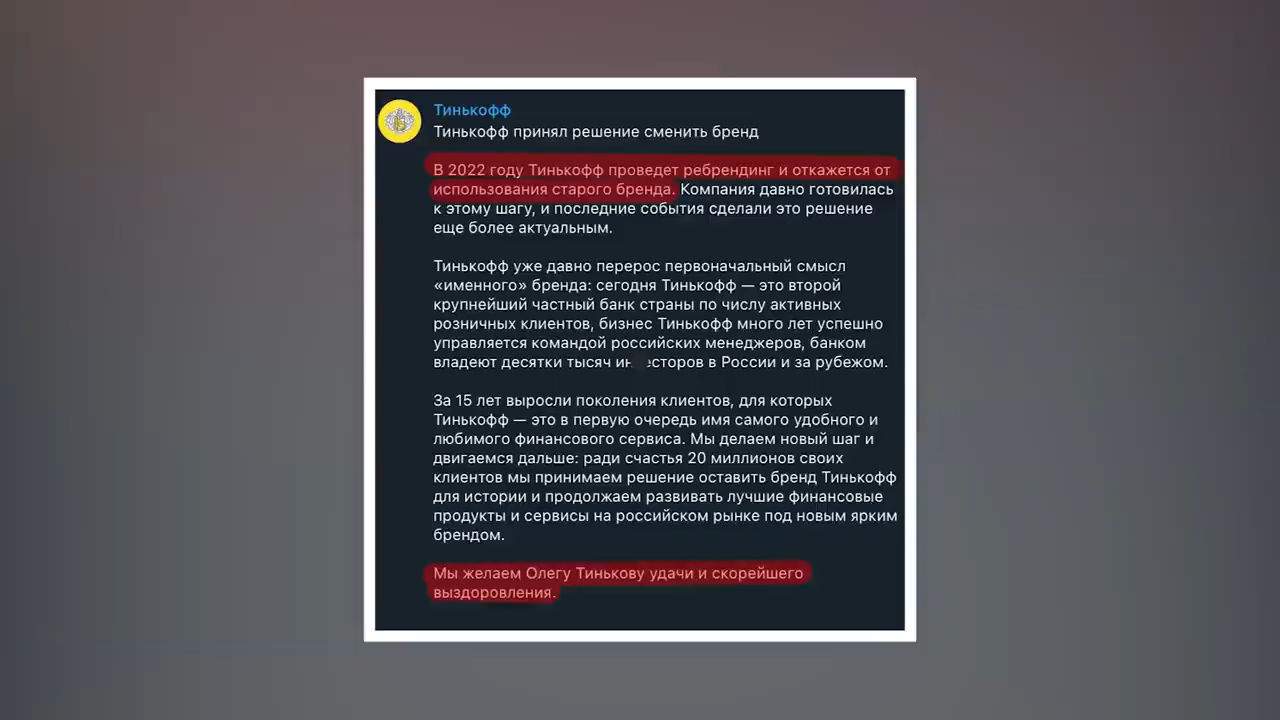 Тинькофф
Тинькофф принял решение сменить бренд
В 2022 году Тинькофф проведет ребрендинг и откажется от
использования старого бренда. Компания давно готовилась
к этому шагу, и последние события сделали это решение
еще более актуальным.
Тинькофф уже давно перерос первоначальный смысл
«именного» бренда: сегодня Тинькофф — это второй
крупнейший частный банк страны по числу активных
розничных клиентов, бизнес Тинькофф много лет успешно
управляется командой российских менеджеров, банком
владеют десятки тысяч инвесторов в России и за рубежом.
За 15 лет выросли поколения клиентов, для которых
Тинькофф — это в первую очередь имя самого удобного и
любимого финансового сервиса. Мы делаем новый шаг и
двигаемся дальше: ради счастья 20 миллионов своих
клиентов мы принимаем решение оставить бренд Тинькофф
для истории и продолжаем развивать лучшие финансовые
продукты и сервисы на российском рынке под новым ярким
брендом.
Мы желаем Олегу Тинькову удачи и скорейшего
выздоровления.